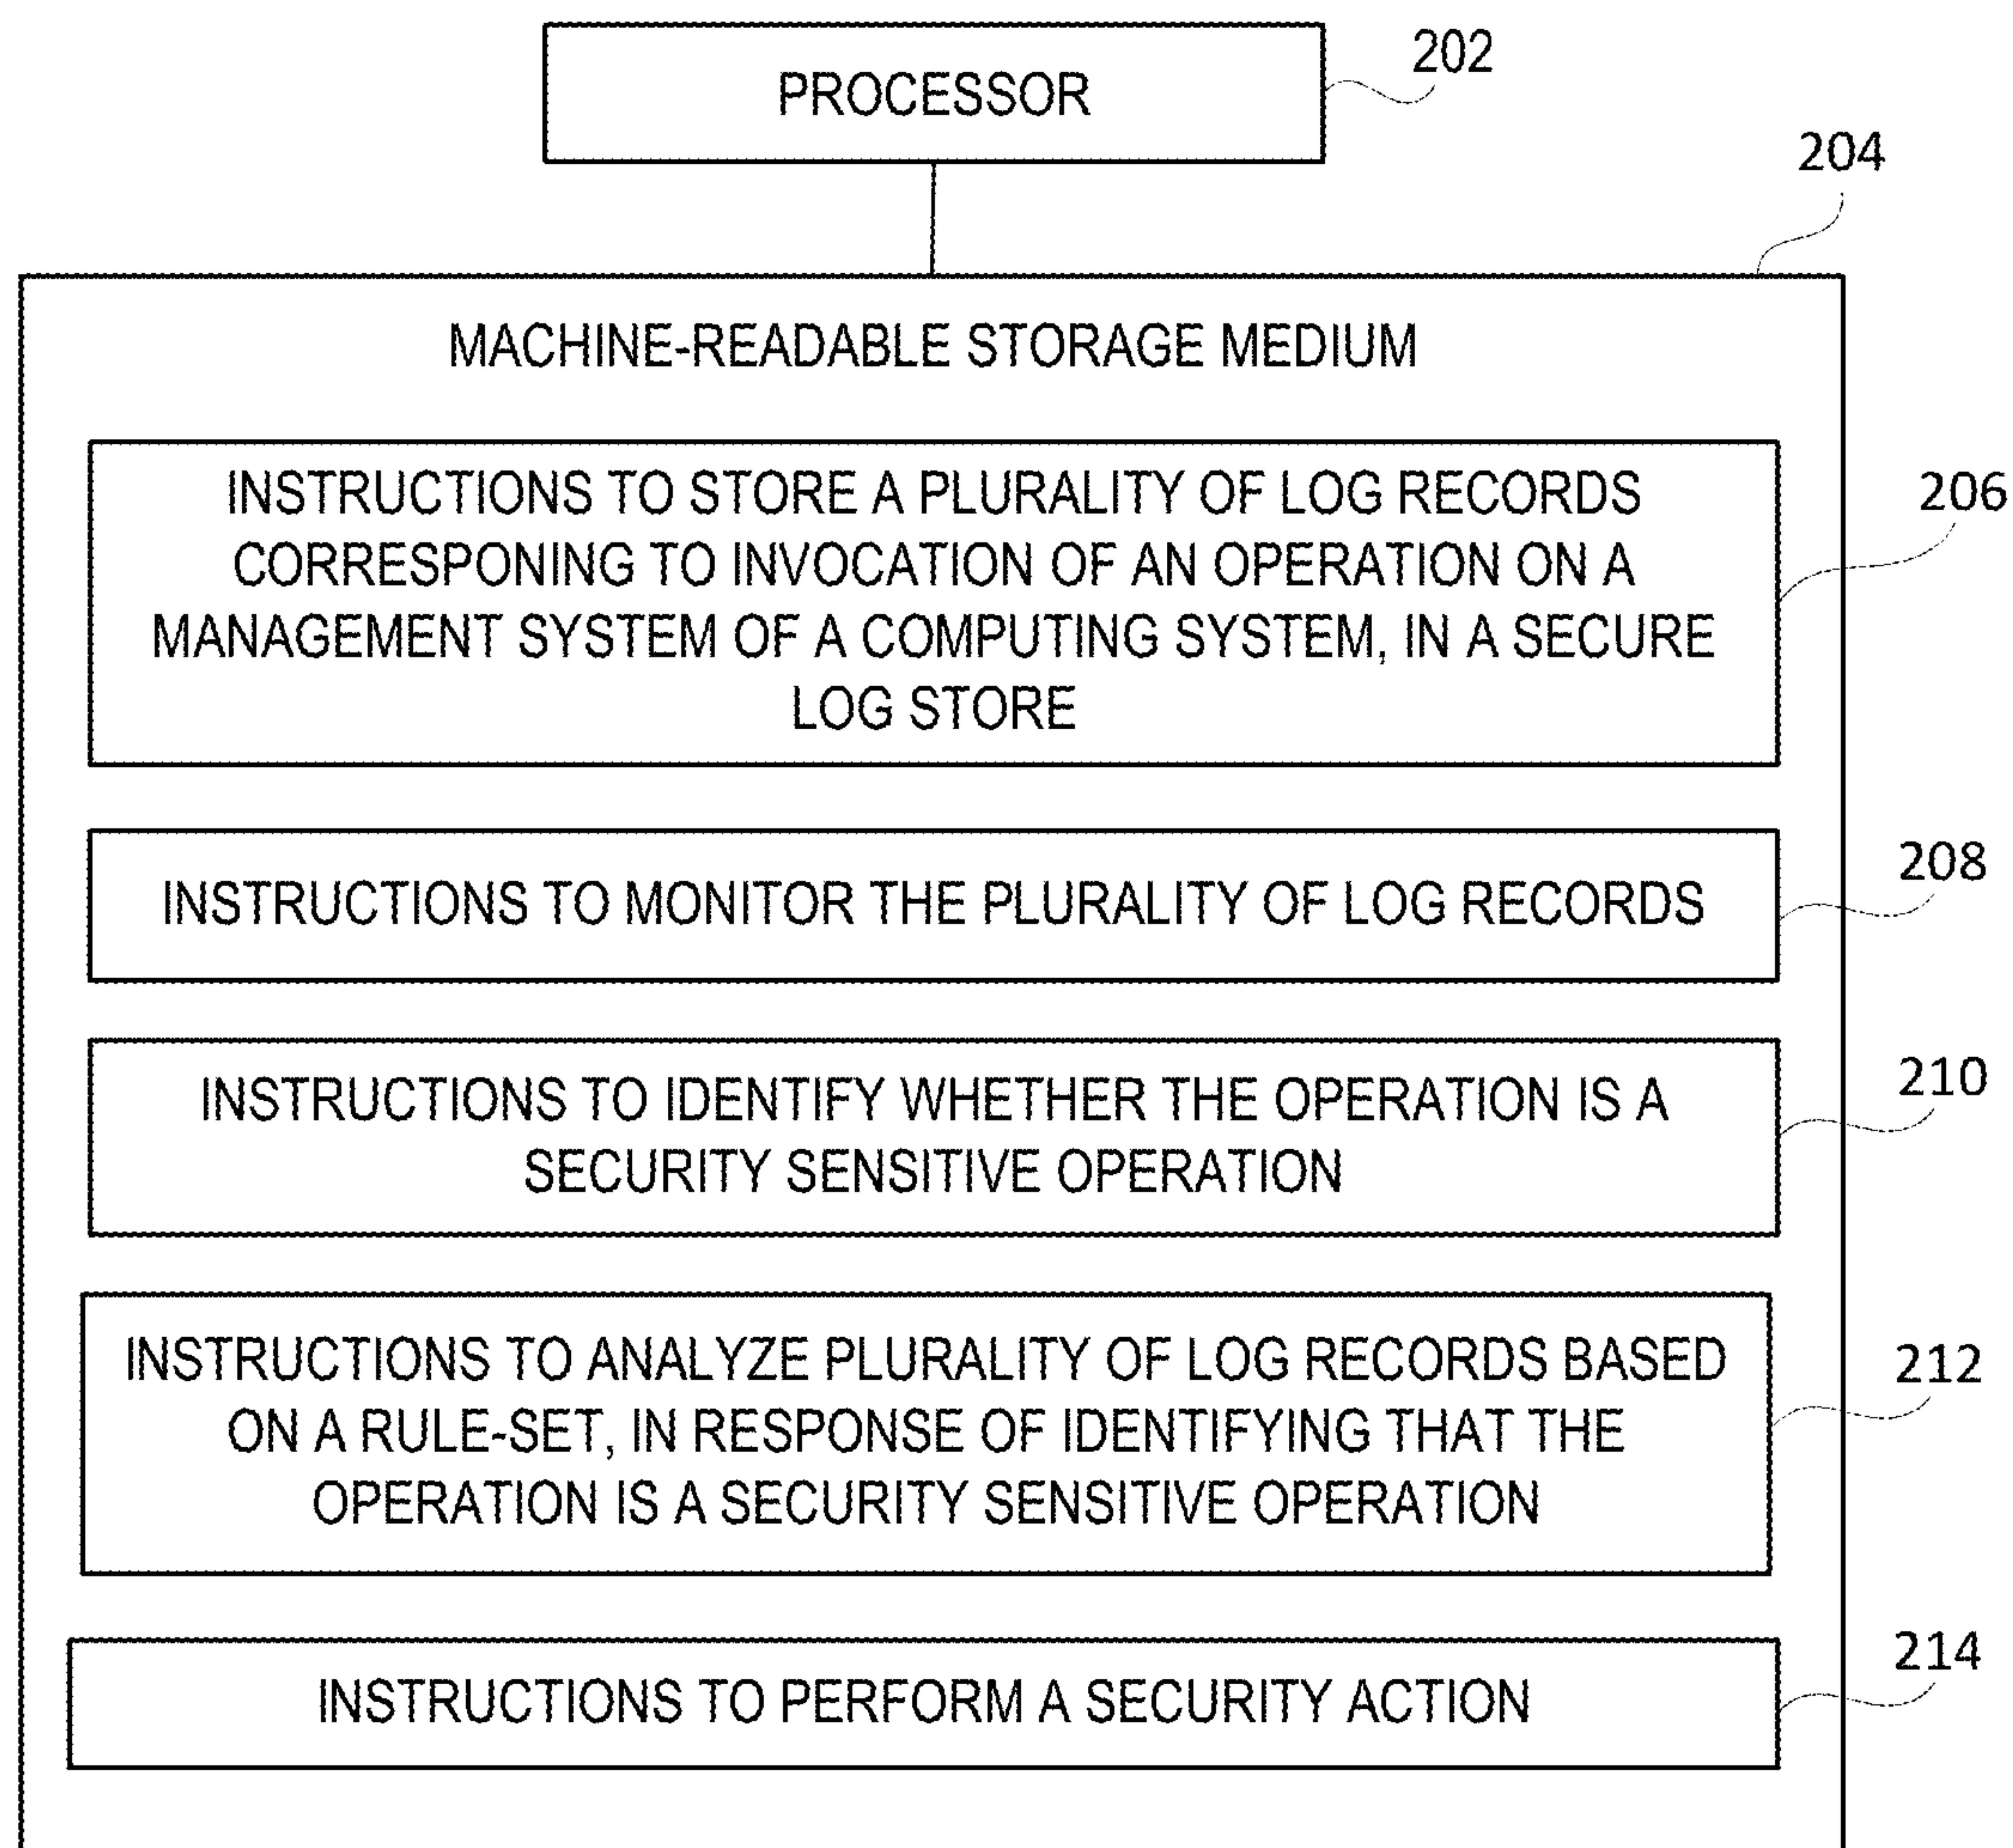 PROCESSOR
202
204
MACHINE-READABLE STORAGE MEDIUM
INSTRUCTIONS TO STORE A PLURALITY OF LOG RECORDS
CORRESPONING TO INVOCATION OF AN OPERATION ON A
MANAGEMENT SYSTEM OF A COMPUTING SYSTEM, IN A SECURE
LOG STORE
206
INSTRUCTIONS TO MONITOR THE PLURALITY OF LOG RECORDS
208
INSTRUCTIONS TO IDENTIFY WHETHER THE OPERATION IS A
SECURITY SENSITIVE OPERATION
210
INSTRUCTIONS TO ANALYZE PLURALITY OF LOG RECORDS BASED
ON A RULE-SET, IN RESPONSE OF IDENTIFYING THAT THE
OPERATION IS A SECURITY SENSITIVE OPERATION
212
INSTRUCTIONS TO PERFORM A SECURITY ACTION
214